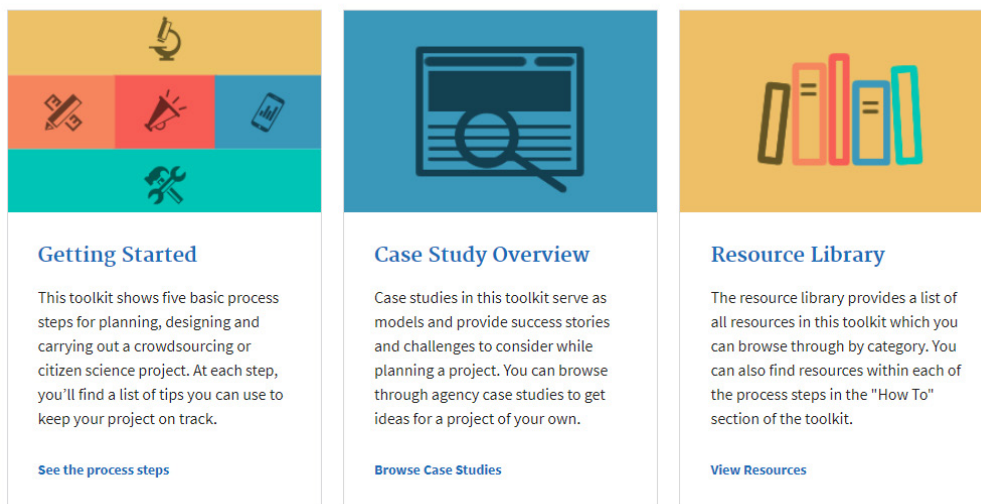 Getting Started
This toolkit shows five basic process
steps for planning, designing and
carrying out a crowdsourcing or
citizen science project. At each step,
you’ll find a list of tips you can use to
keep your project on track.
See the process steps
Case Study Overview
Case studies in this toolkit serve as
models and provide success stories
and challenges to consider while
planning a project. You can browse
through agency case studies to get
ideas for a project of your own.
Browse Case Studies
Resource Library
The resource library provides a list of
all resources in this toolkit which you
can browse through by category. You
can also find resources within each of
the process steps in the "How To"
section of the toolkit.
View Resources